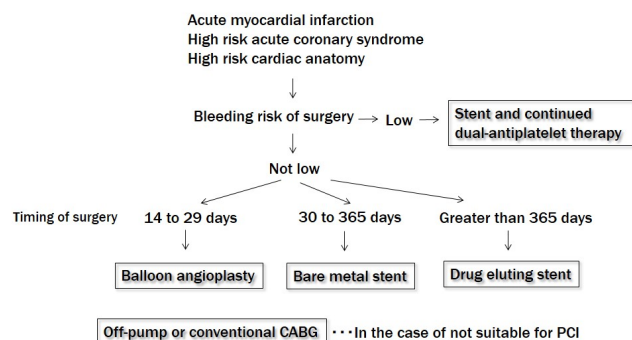 Acute myocardial infarction
High risk acute coronary syndrome
High risk cardiac anatomy
Bleeding risk of surgery
Low
Stent and continued
dual-antiplatelet therapy
Not low
Timing of surgery
14 to 29 days
30 to 365 days
Greater than 365 days
Balloon angioplasty
Bare metal stent
Drug eluting stent
Off-pump or conventional CABG
···In the case of not suitable for PCI